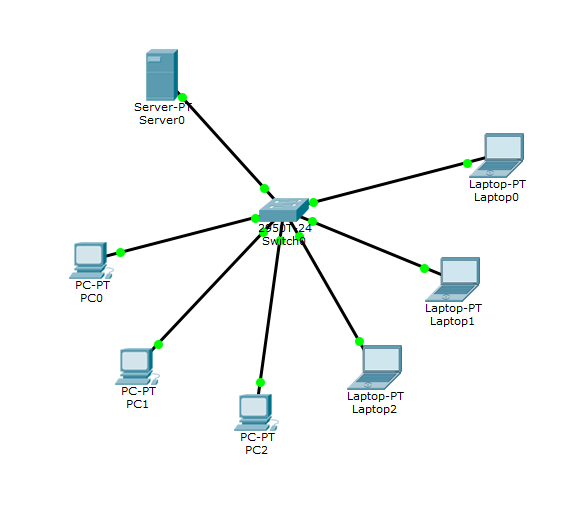 Server-PT
Server0
Laptop-PT
Laptop0
2950T-24
Switch0
PC-PT
PC0
Laptop-PT
Laptop1
PC-PT
PC1
Laptop-PT
Laptop2
PC-PT
PC2